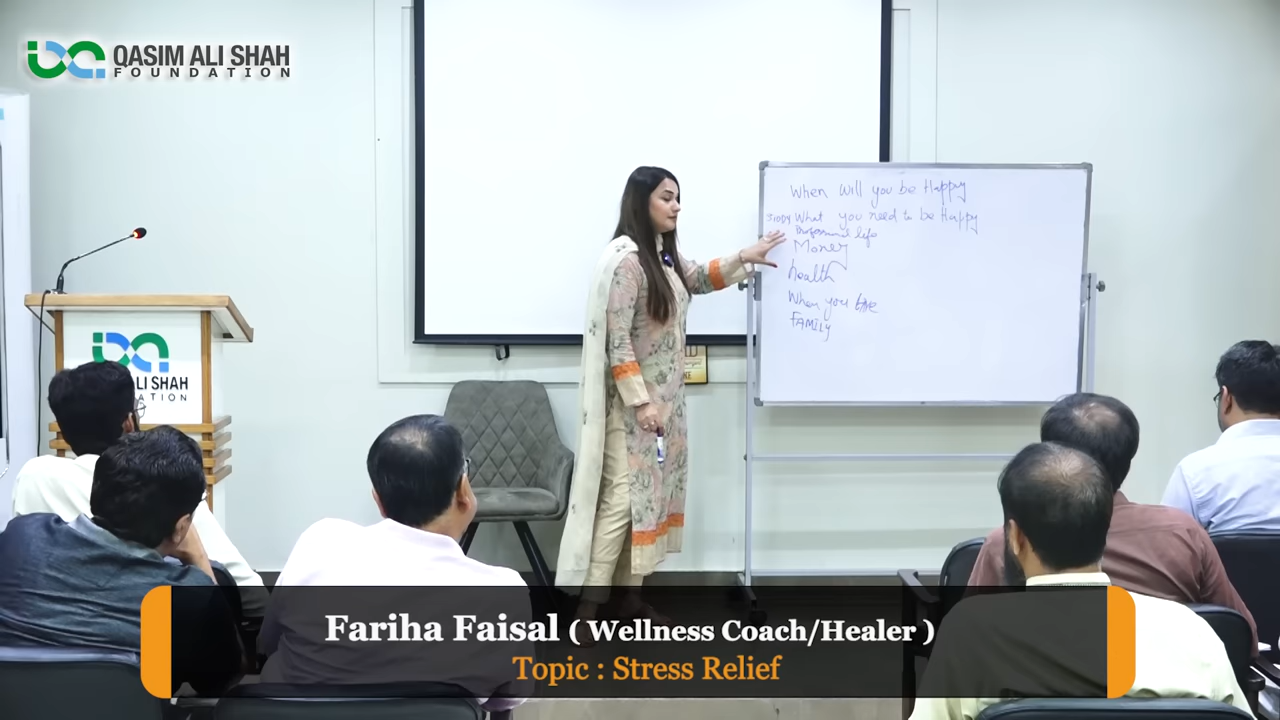 QASIM ALI SHAH
FOUNDATION
When will you be Happy
What you need to be Happy
Professional life
Money
health
When you
FAMILY
ALI SHAH
NDATION
Fariha Faisal ( Wellness Coach/Healer )
Topic : Stress Relief